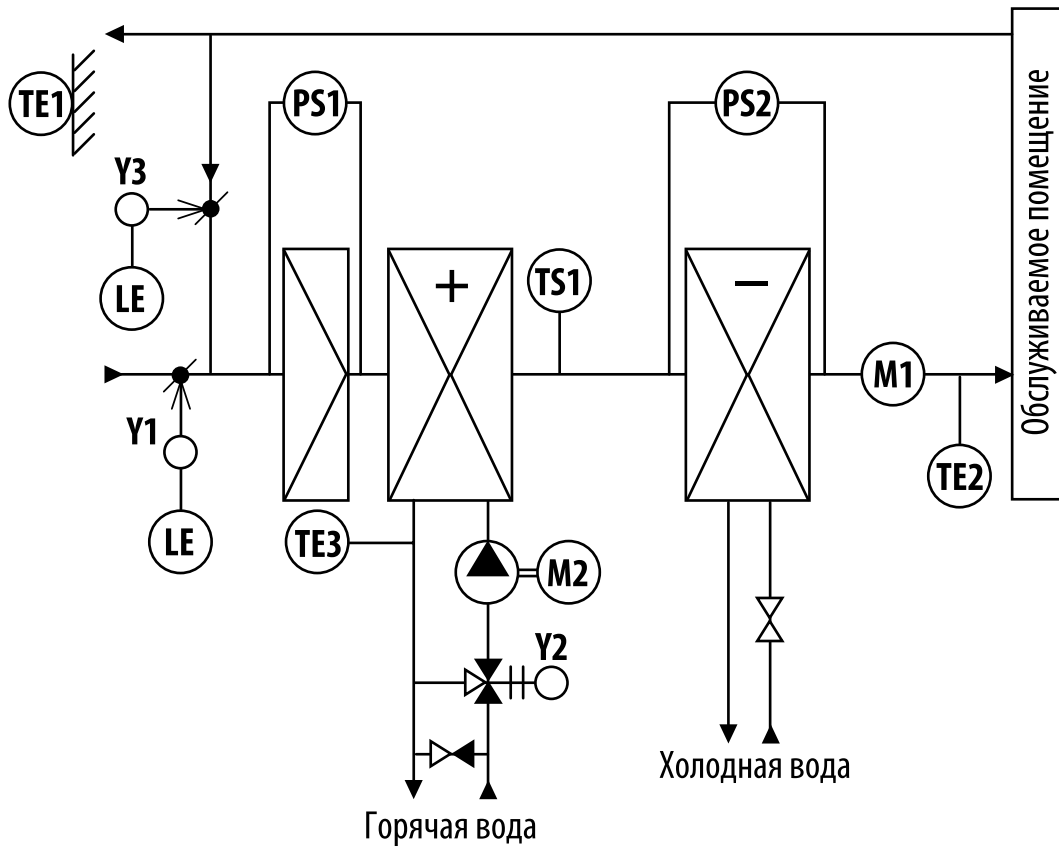 TE1
PS1
PS2
Обслуживаемое помещение
Y3
LE
+
TS1
−
M1
Y1
TE2
LE
TE3
M2
Y2
Холодная вода
Горячая вода